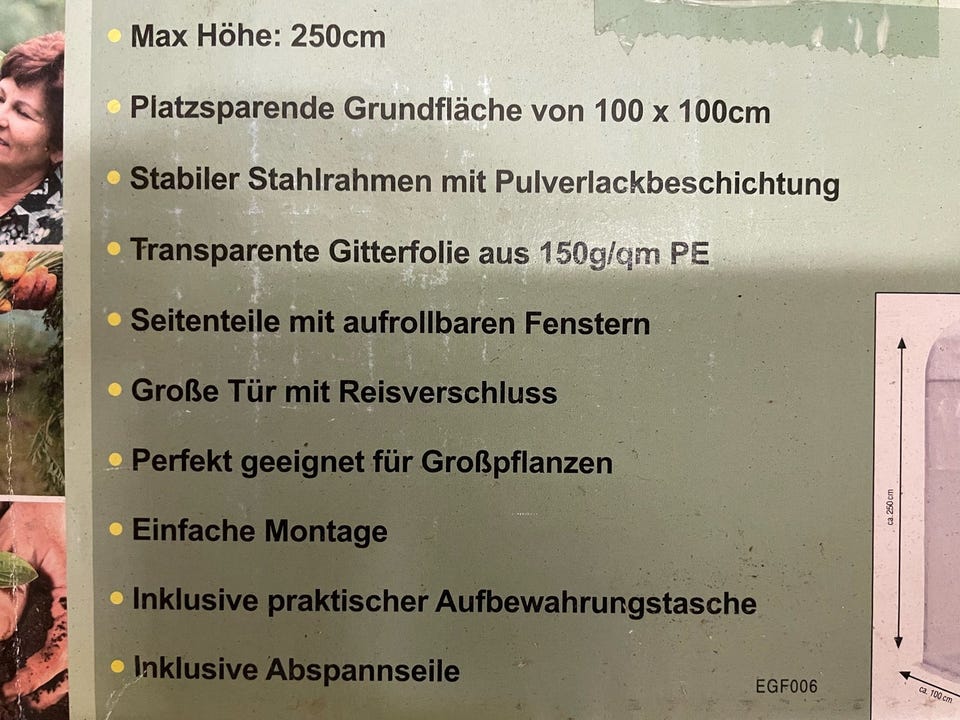 Max Höhe: 250cm
Platzsparende Grundfläche von 100 x 100cm
Stabiler Stahlrahmen mit Pulverlackbeschichtung
Transparente Gitterfolie aus 150g/qm PE
Seitenteile mit aufrollbaren Fenstern
Große Tür mit Reisverschluss
Perfekt geeignet für Großpflanzen
Einfache Montage
Inklusive praktischer Aufbewahrungstasche
Inklusive Abspannseile
EGF006
ca. 250 cm
ca. 100 cm